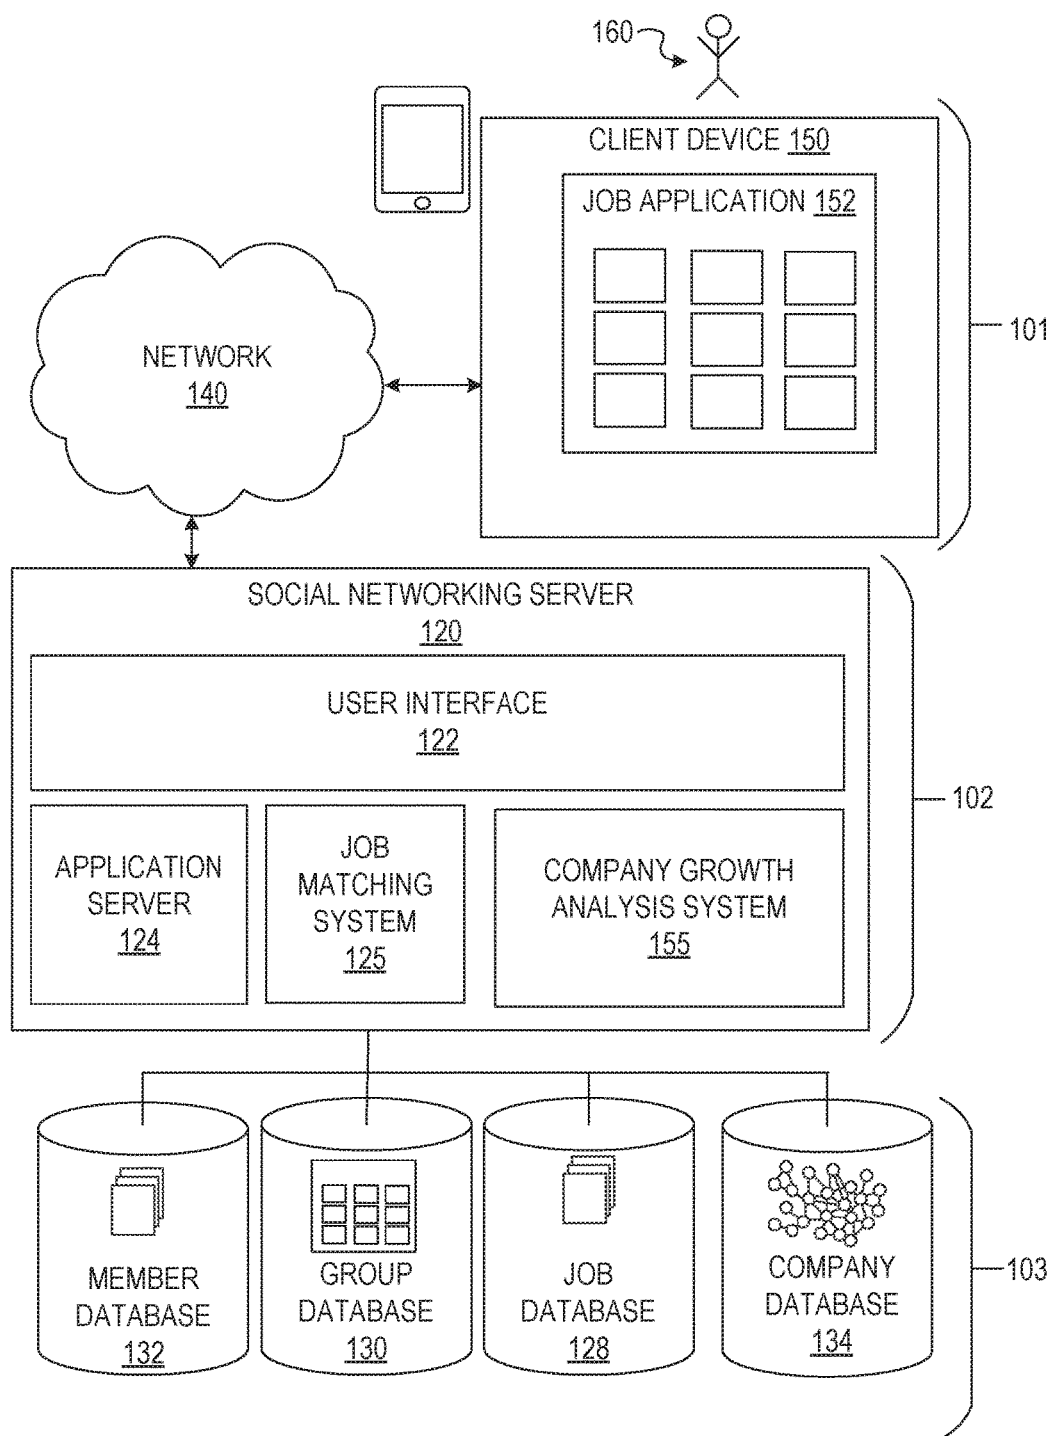 160
CLIENT DEVICE 150
JOB APPLICATION 152
101
NETWORK
140
SOCIAL NETWORKING SERVER
120
USER INTERFACE
122
102
APPLICATION
SERVER
124
JOB
MATCHING
SYSTEM
125
COMPANY GROWTH
ANALYSIS SYSTEM
155
MEMBER
DATABASE
132
GROUP
DATABASE
130
JOB
DATABASE
128
COMPANY
DATABASE
134
103